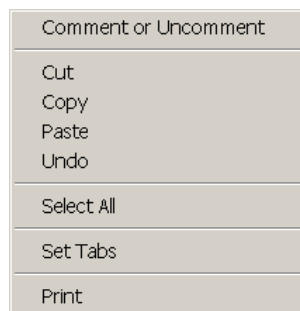 Comment or Uncomment
Cut
Copy
Paste
Undo
Select All
Set Tabs
Print